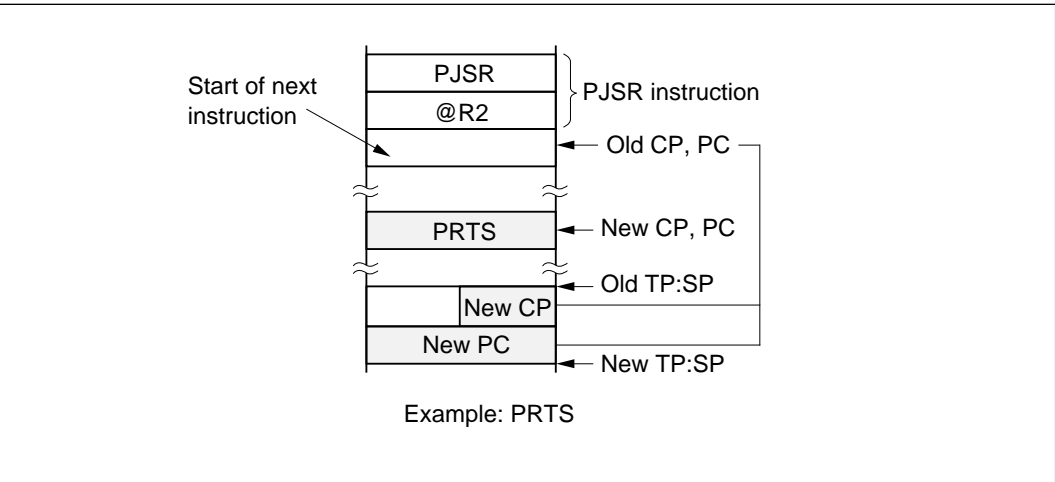 PJSR
Start of next
instruction
PJSR instruction
@R2
Old CP, PC
PRTS
New CP, PC
Old TP:SP
New CP
New PC
New TP:SP
Example: PRTS